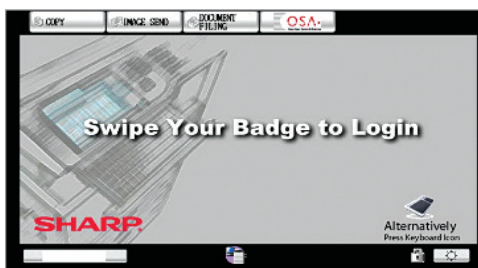 COPY
IMAGE SEND
DOCUMENT
FILING
OSA
Swipe Your Badge to Login
SHARP
Alternatively
Press Keyboard Icon